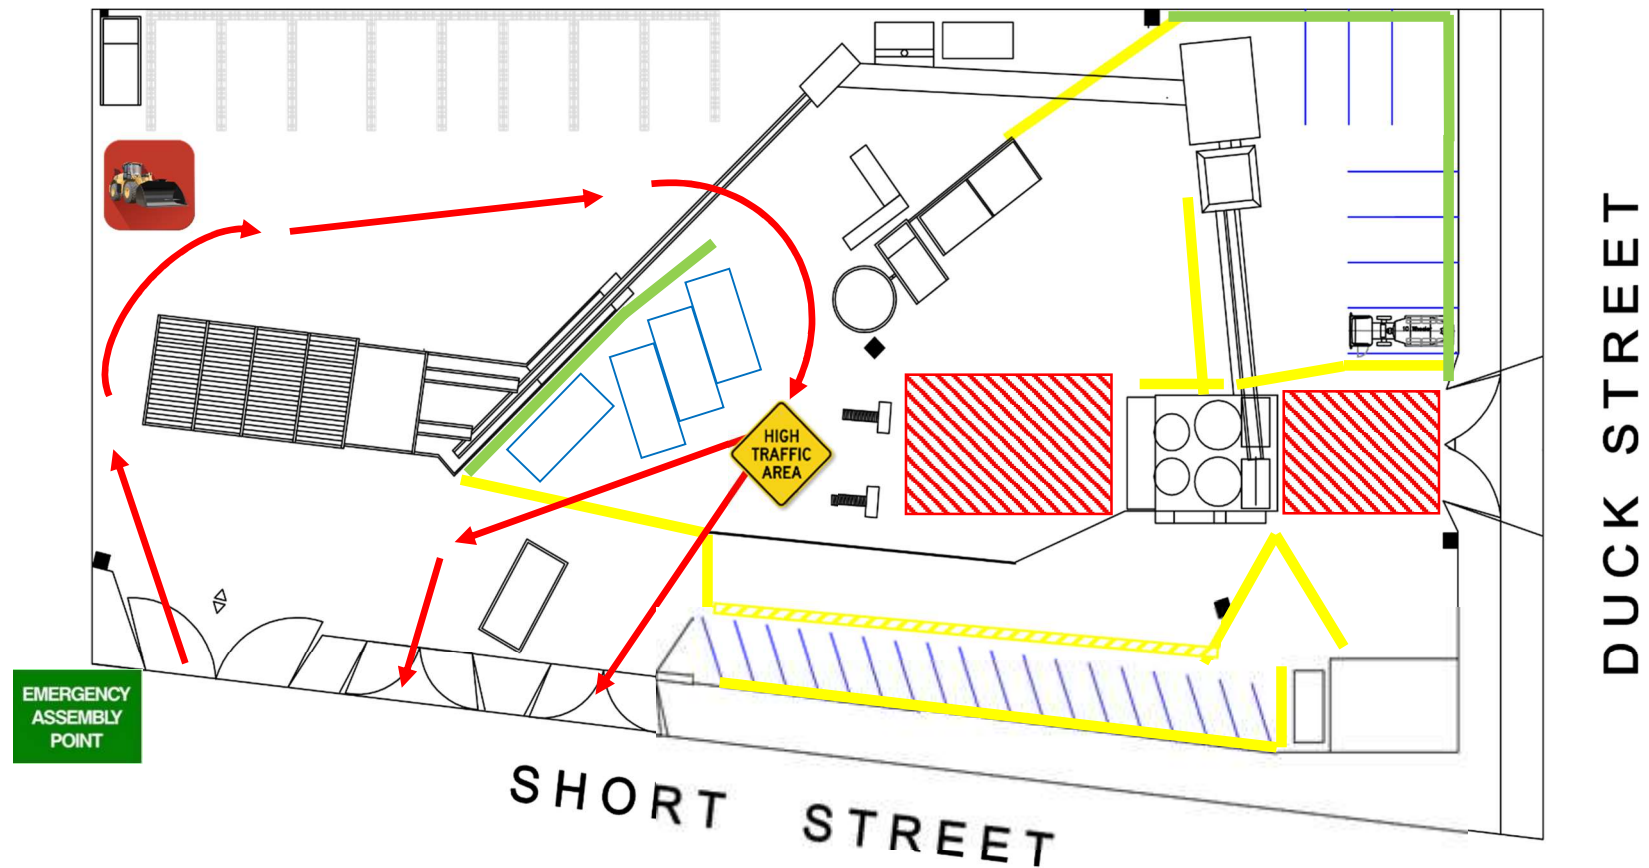 HIGH
TRAFFIC
AREA
EMERGENCY
ASSEMBLY
POINT
SHORT STREET
DUCK STREET